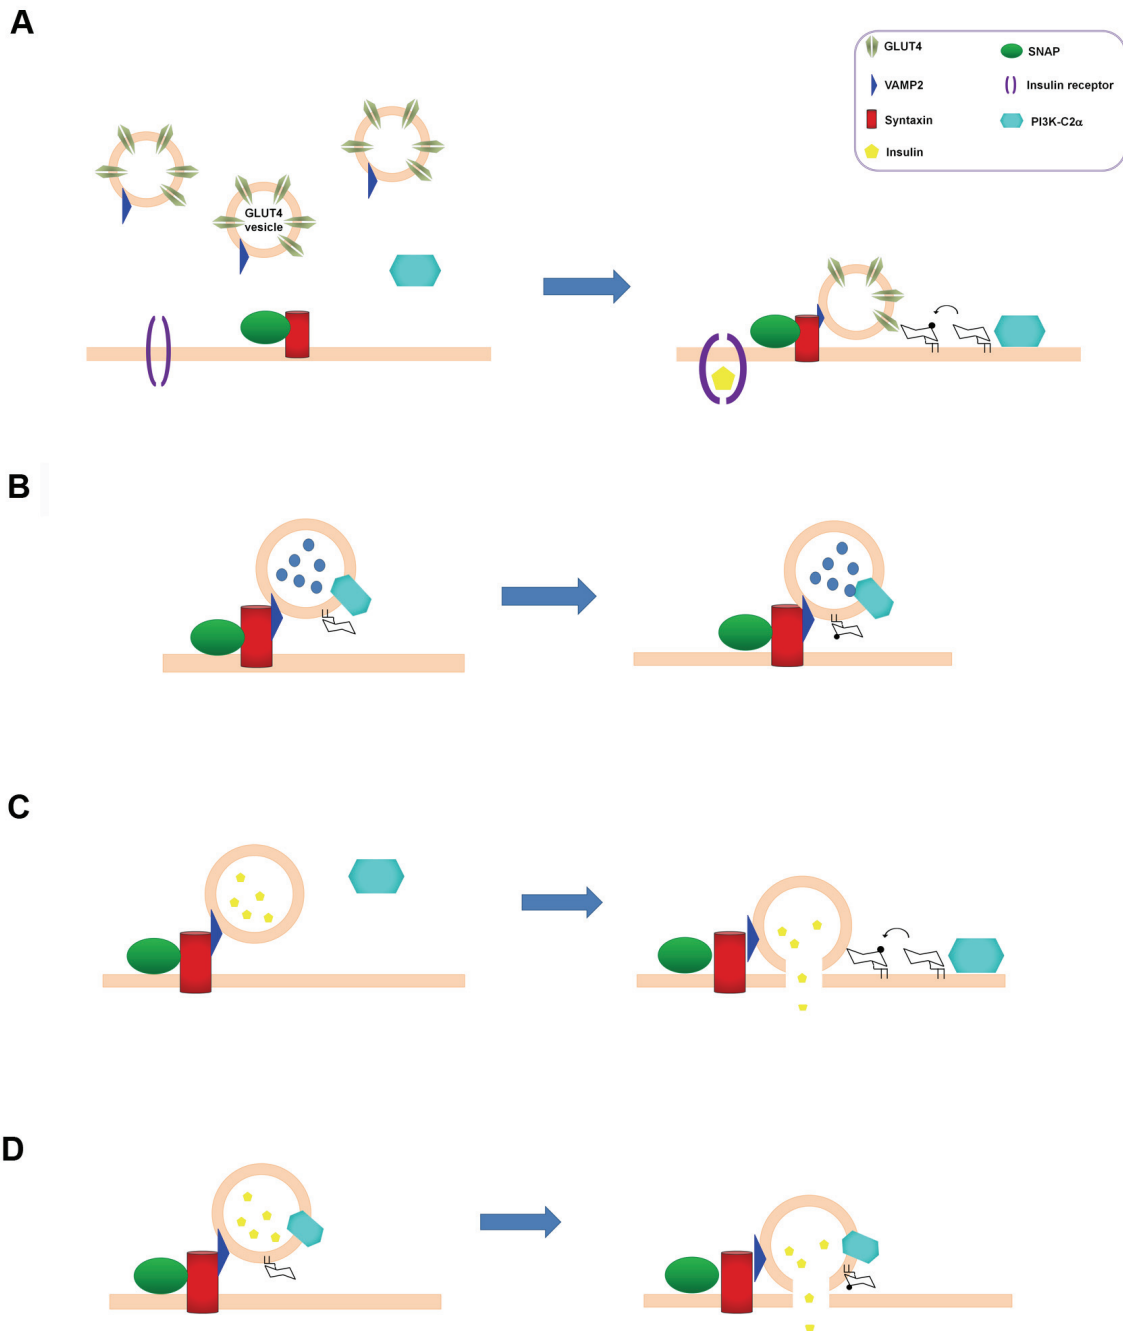 A
GLUT4
SNAP
VAMP2
Insulin receptor
Syntaxin
PI3K-C2α
Insulin
GLUT4
vesicle
B
C
D